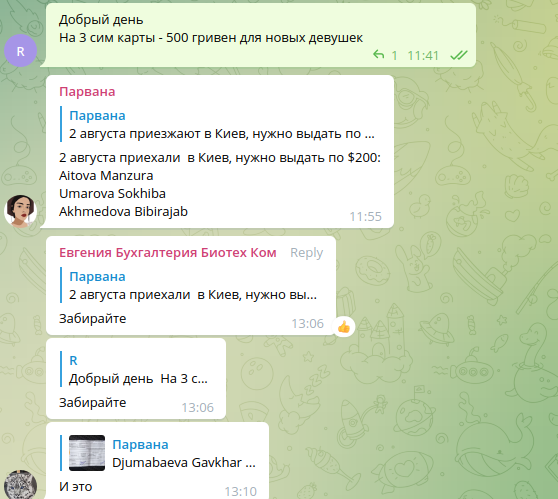 Добрый день
На 3 сим карты - 500 гривен для новых девушек
R
1 11:41
Парвана
Парвана
2 августа приезжают в Киев, нужно выдать по ...
2 августа приехали в Киев, нужно выдать по $200:
Aitova Manzura
Umarova Sokhiba
Akhmedova Bibirajab
11:55
Евгения Бухгалтерия Биотех Ком Reply
Парвана
2 августа приехали в Киев, нужно вы...
Забирайте
13:06
R
Добрый день На 3 с...
Забирайте
13:06
Парвана
Djumabaeva Gavkhar ...
И это
13:10